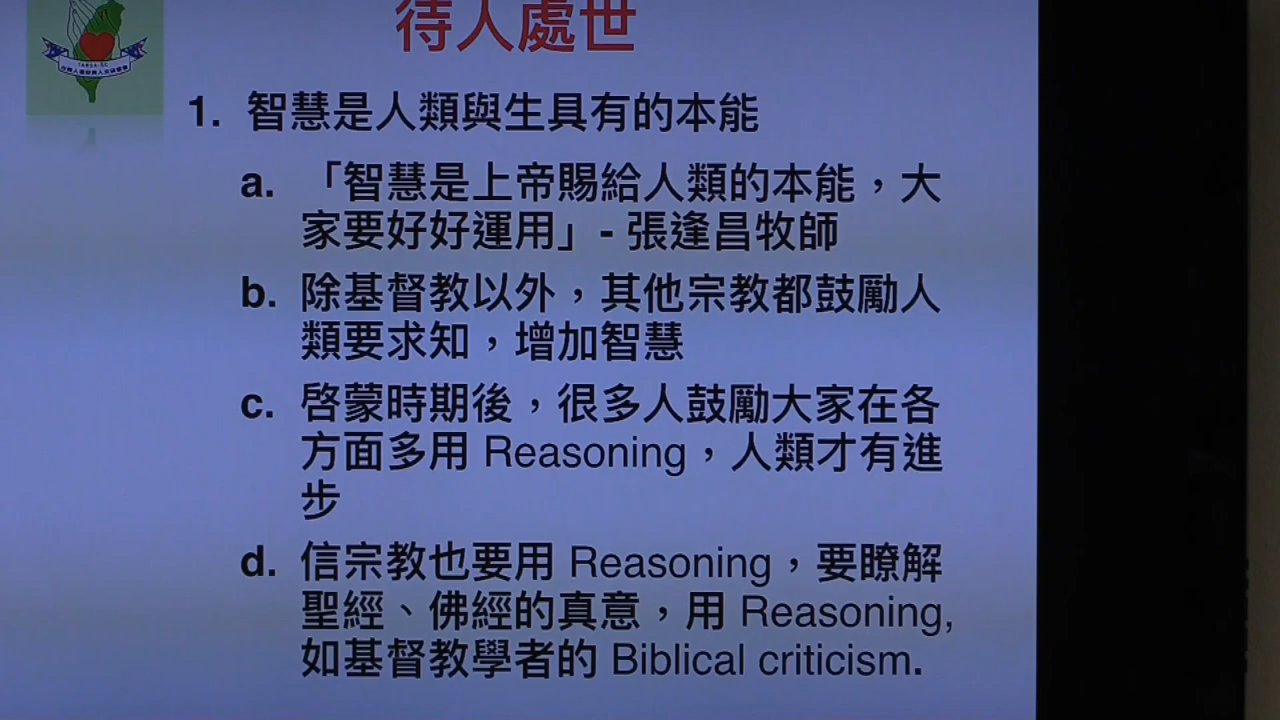 待人處世
TARSA-SC
1. 智慧是人類與生具有的本能
a. 「智慧是上帝賜給人類的本能，大
家要好好運用」- 張逢昌牧師
b. 除基督教以外，其他宗教都鼓勵人
類要求知，增加智慧
c. 啓蒙時期後，很多人鼓勵大家在各
方面多用 Reasoning，人類才有進
步
d. 信宗教也要用 Reasoning，要瞭解
聖經、佛經的真意，用 Reasoning,
如基督教學者的 Biblical criticism.